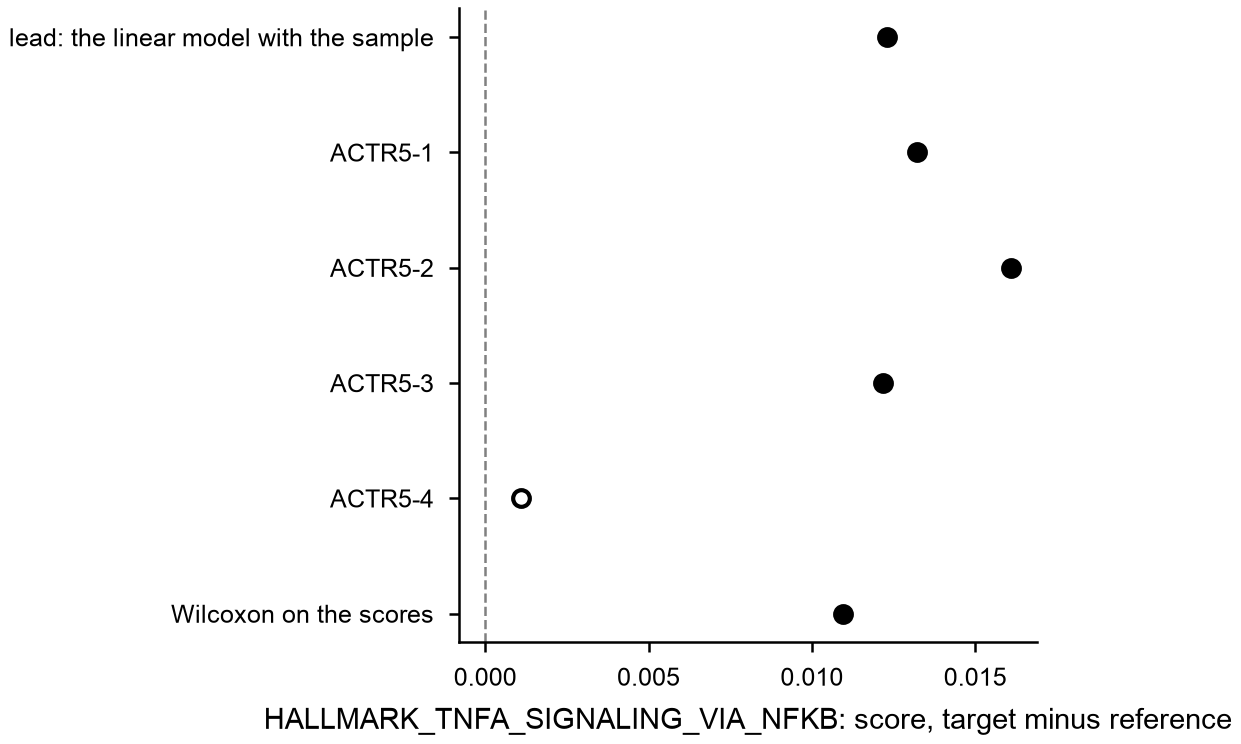 lead: the linear model with the sample
ACTR5-1
ACTR5-2
ACTR5-3
ACTR5-4
Wilcoxon on the scores
0.000 0.005 0.010 0.015
HALLMARK_TNFA_SIGNALING_VIA_NFKB: score, target minus reference